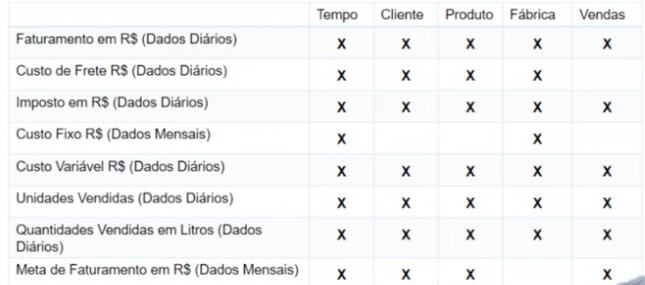 Tempo Cliente Produto Fábrica Vendas
Faturamento em R$ (Dados Diários) X X X X X
Custo de Frete R$ (Dados Diários) X X X X
Imposto em R$ (Dados Diários) X X X X X
Custo Fixo R$ (Dados Mensais) X X
Custo Variável R$ (Dados Diários) X X X X X
Unidades Vendidas (Dados Diários) X X X X X
Quantidades Vendidas em Litros (Dados
Diários) X X X X X
Meta de Faturamento em R$ (Dados Mensais) X X X X